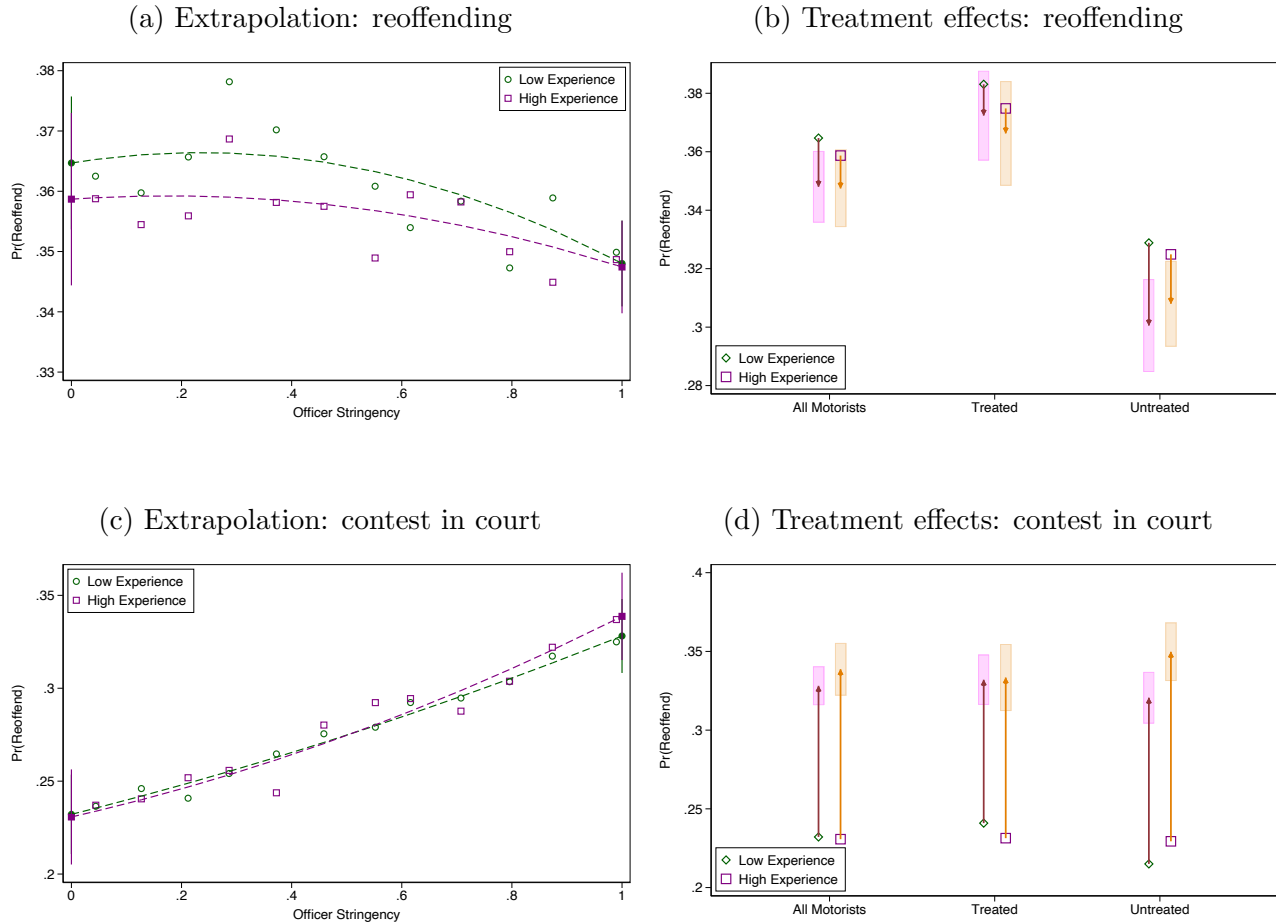 (a) Extrapolation: reoffending
.38
.37
.36
.35
.34
.33
Pr(Reoffend)
0
.2
.4
.6
.8
1
Officer Stringency
Low Experience
High Experience
(b) Treatment effects: reoffending
.38
.36
.34
.32
.3
.28
Pr(Reoffend)
All Motorists
Treated
Untreated
Low Experience
High Experience
(c) Extrapolation: contest in court
.35
.3
.25
.2
Pr(Reoffend)
0
.2
.4
.6
.8
1
Officer Stringency
Low Experience
High Experience
(d) Treatment effects: contest in court
.4
.35
.3
.25
.2
Pr(Reoffend)
All Motorists
Treated
Untreated
Low Experience
High Experience